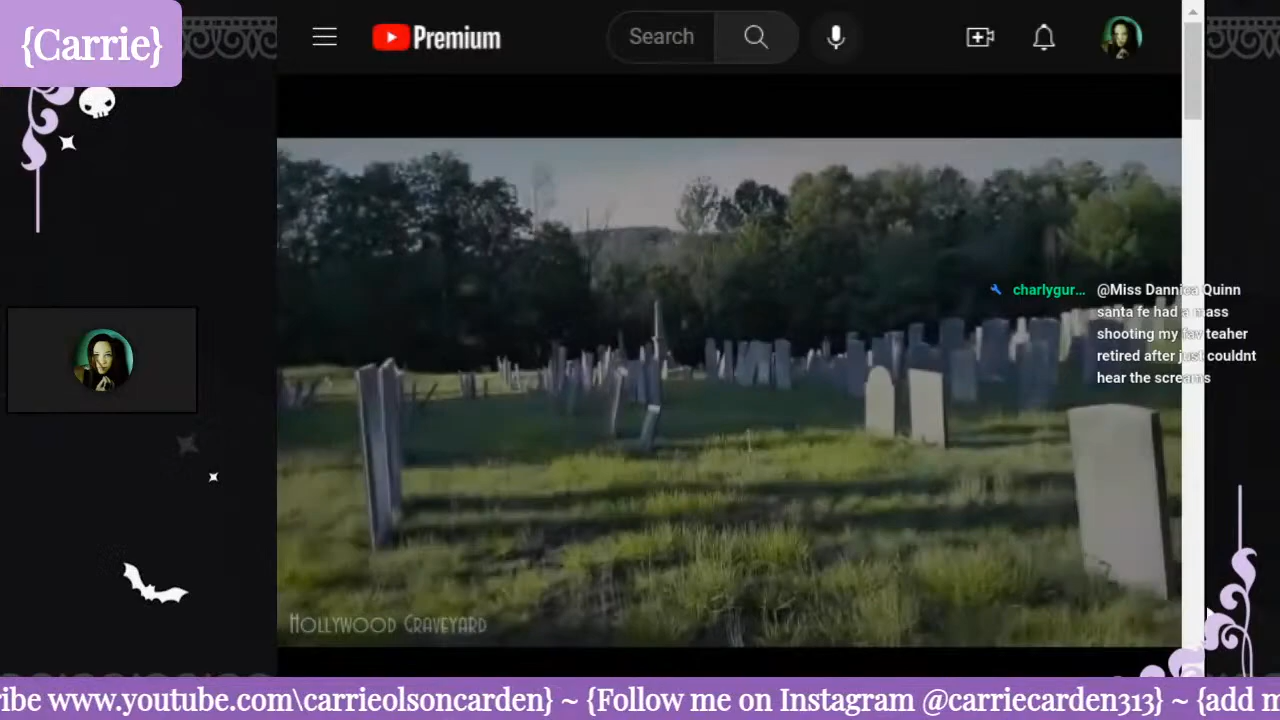 {Carrie}
Premium
Search
charlygur... @Miss Dannica Quinn
santa fe had a mass
shooting my fav teaher
retired after just couldnt
hear the screams
Hollywood Graveyard
ribe www.youtube.com\carrieolsoncarden} ~ {Follow me on Instagram @carriecarden313} ~ {add m